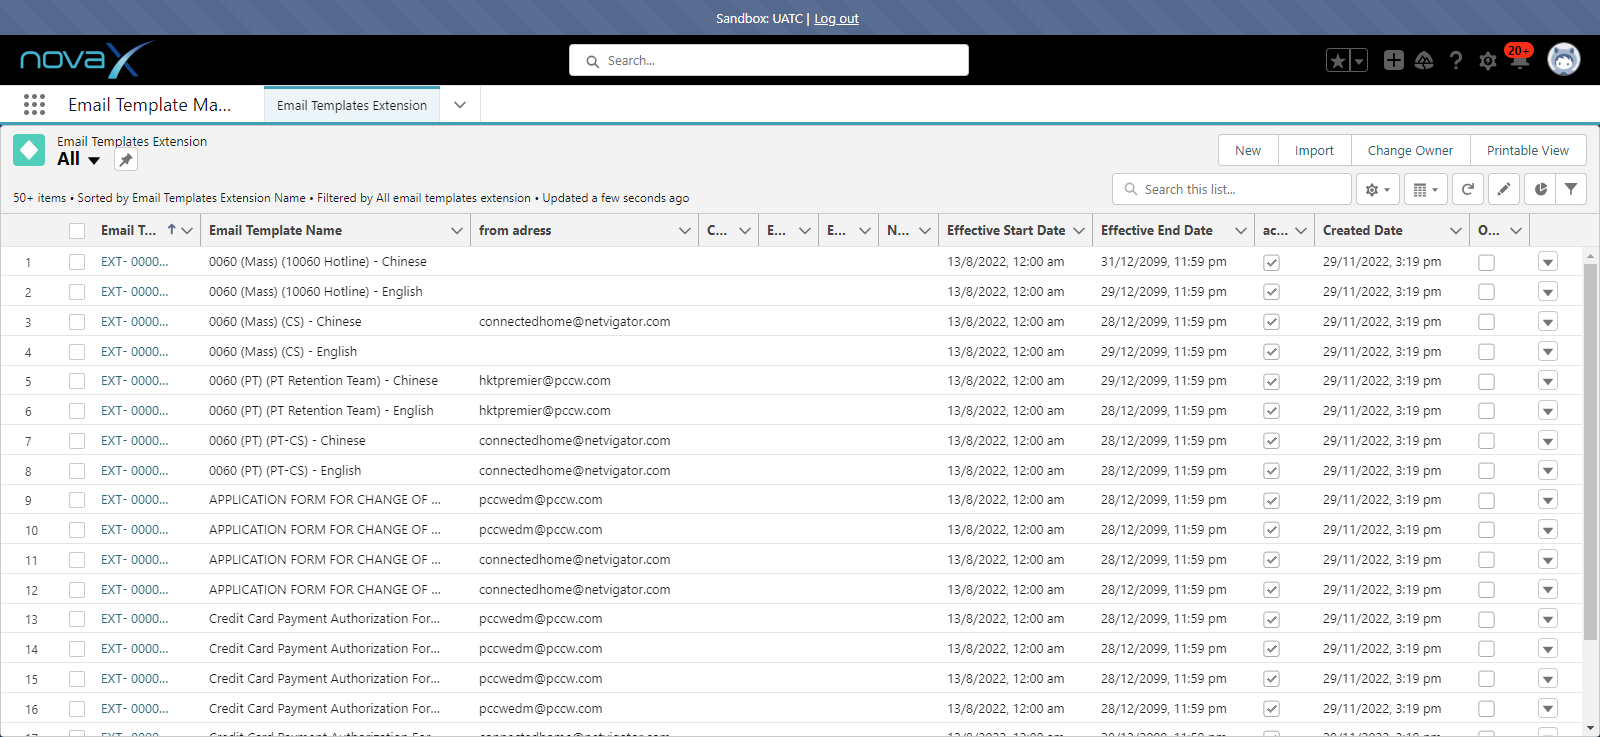 Sandbox: UATC | Log out
novaX Search... 20+
Email Template Ma... Email Templates Extension
Email Templates Extension
All
New Import Change Owner Printable View
50+ items • Sorted by Email Templates Extension Name • Filtered by All email templates extension • Updated a few seconds ago
Search this list...
Email T... Email Template Name from adress C... E... E... N... Effective Start Date Effective End Date ac... Created Date O...
1 EXT- 0000... 0060 (Mass) (10060 Hotline) - Chinese 13/8/2022, 12:00 am 31/12/2099, 11:59 pm 29/11/2022, 3:19 pm
2 EXT- 0000... 0060 (Mass) (10060 Hotline) - English 13/8/2022, 12:00 am 29/12/2099, 11:59 pm 29/11/2022, 3:19 pm
3 EXT- 0000... 0060 (Mass) (CS) - Chinese connectedhome@netvigator.com 13/8/2022, 12:00 am 28/12/2099, 11:59 pm 29/11/2022, 3:19 pm
4 EXT- 0000... 0060 (Mass) (CS) - English 13/8/2022, 12:00 am 29/12/2099, 11:59 pm 29/11/2022, 3:19 pm
5 EXT- 0000... 0060 (PT) (PT Retention Team) - Chinese hktpremier@pccw.com 13/8/2022, 12:00 am 29/12/2099, 11:59 pm 29/11/2022, 3:19 pm
6 EXT- 0000... 0060 (PT) (PT Retention Team) - English hktpremier@pccw.com 13/8/2022, 12:00 am 28/12/2099, 11:59 pm 29/11/2022, 3:19 pm
7 EXT- 0000... 0060 (PT) (PT-CS) - Chinese connectedhome@netvigator.com 13/8/2022, 12:00 am 28/12/2099, 11:59 pm 29/11/2022, 3:19 pm
8 EXT- 0000... 0060 (PT) (PT-CS) - English connectedhome@netvigator.com 13/8/2022, 12:00 am 28/12/2099, 11:59 pm 29/11/2022, 3:19 pm
9 EXT- 0000... APPLICATION FORM FOR CHANGE OF ... pccwedm@pccw.com 13/8/2022, 12:00 am 28/12/2099, 11:59 pm 29/11/2022, 3:19 pm
10 EXT- 0000... APPLICATION FORM FOR CHANGE OF ... pccwedm@pccw.com 13/8/2022, 12:00 am 28/12/2099, 11:59 pm 29/11/2022, 3:19 pm
11 EXT- 0000... APPLICATION FORM FOR CHANGE OF ... connectedhome@netvigator.com 13/8/2022, 12:00 am 28/12/2099, 11:59 pm 29/11/2022, 3:19 pm
12 EXT- 0000... APPLICATION FORM FOR CHANGE OF ... connectedhome@netvigator.com 13/8/2022, 12:00 am 28/12/2099, 11:59 pm 29/11/2022, 3:19 pm
13 EXT- 0000... Credit Card Payment Authorization For... pccwedm@pccw.com 13/8/2022, 12:00 am 28/12/2099, 11:59 pm 29/11/2022, 3:19 pm
14 EXT- 0000... Credit Card Payment Authorization For... pccwedm@pccw.com 13/8/2022, 12:00 am 28/12/2099, 11:59 pm 29/11/2022, 3:19 pm
15 EXT- 0000... Credit Card Payment Authorization For... pccwedm@pccw.com 13/8/2022, 12:00 am 28/12/2099, 11:59 pm 29/11/2022, 3:19 pm
16 EXT- 0000... Credit Card Payment Authorization For... pccwedm@pccw.com 13/8/2022, 12:00 am 28/12/2099, 11:59 pm 29/11/2022, 3:19 pm